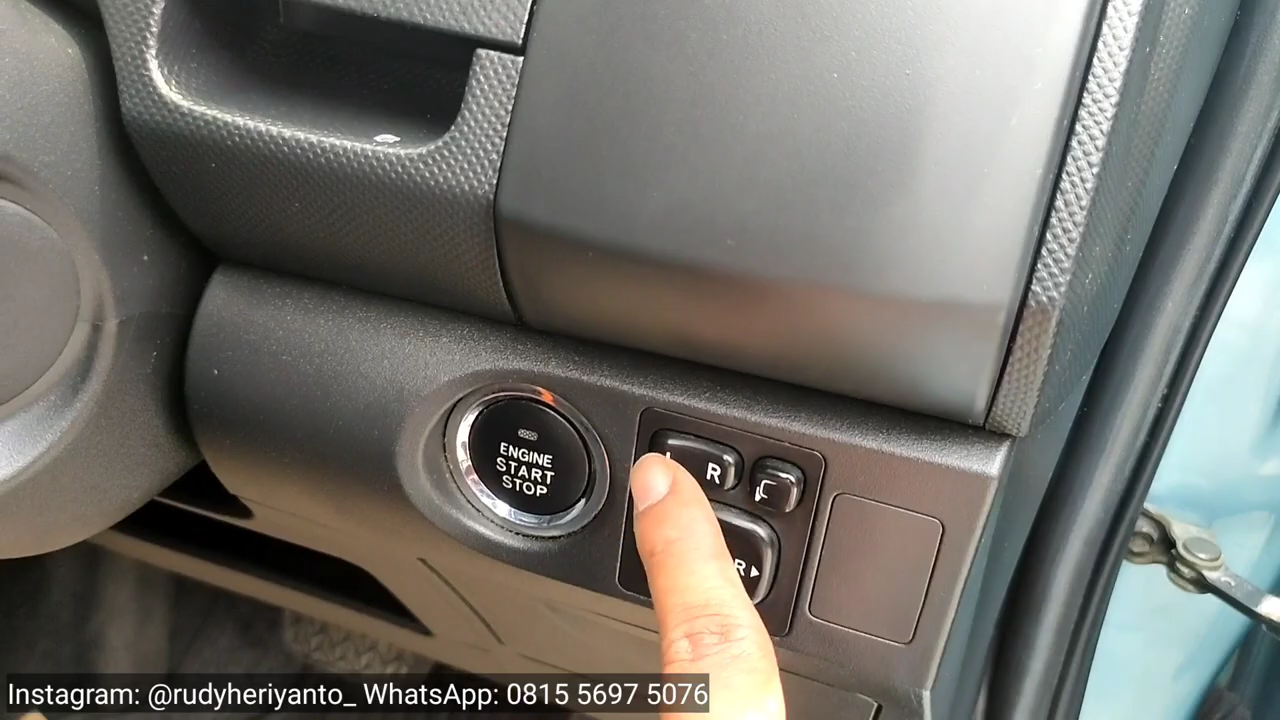 ENGINE
START
STOP
L R
R
Instagram: @rudyheriyanto_ WhatsApp: 0815 5697 5076